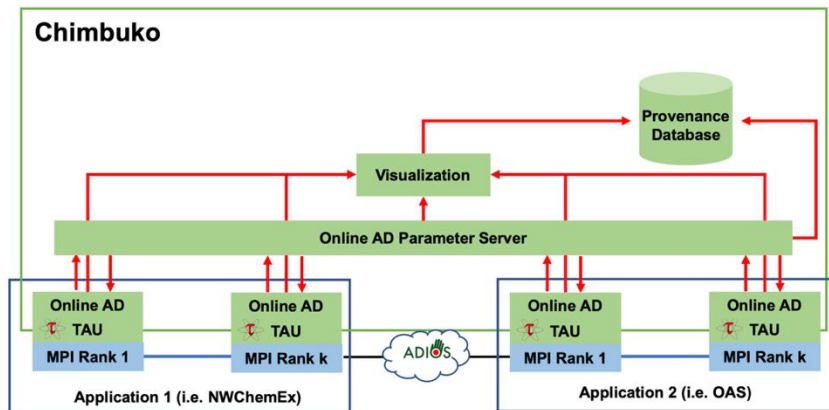 Chimbuko
Provenance
Database
Visualization
Online AD Parameter Server
Online AD
τ TAU
MPI Rank 1
Online AD
τ TAU
MPI Rank k
ADIOS
Online AD
τ TAU
MPI Rank 1
Online AD
τ TAU
MPI Rank k
Application 1 (i.e. NWChemEx)
Application 2 (i.e. OAS)